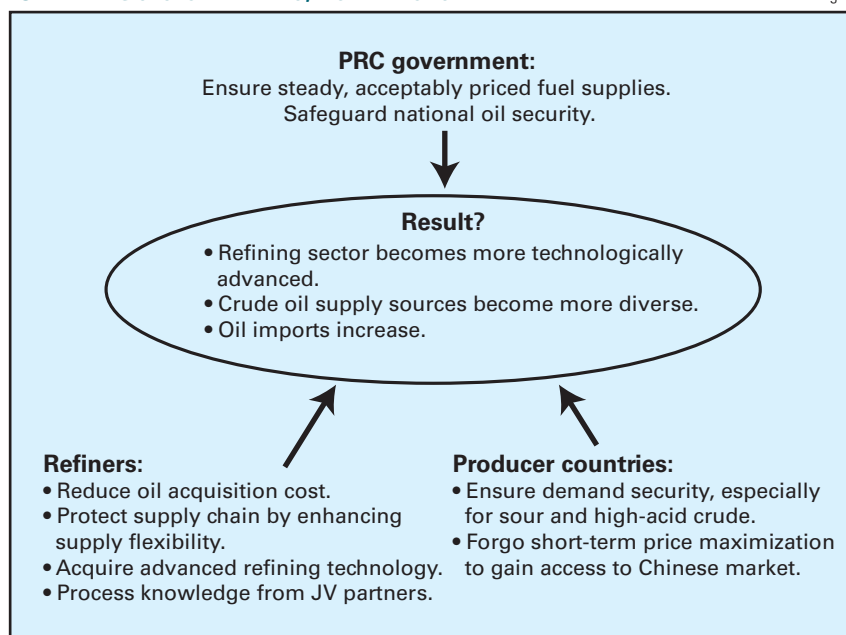 PRC government:
Ensure steady, acceptably priced fuel supplies.
Safeguard national oil security.
Result?
• Refining sector becomes more technologically
advanced.
• Crude oil supply sources become more diverse.
• Oil imports increase.
Refiners:
• Reduce oil acquisition cost.
• Protect supply chain by enhancing
supply flexibility.
• Acquire advanced refining technology.
• Process knowledge from JV partners.
Producer countries:
• Ensure demand security, especially
for sour and high-acid crude.
• Forgo short-term price maximization
to gain access to Chinese market.